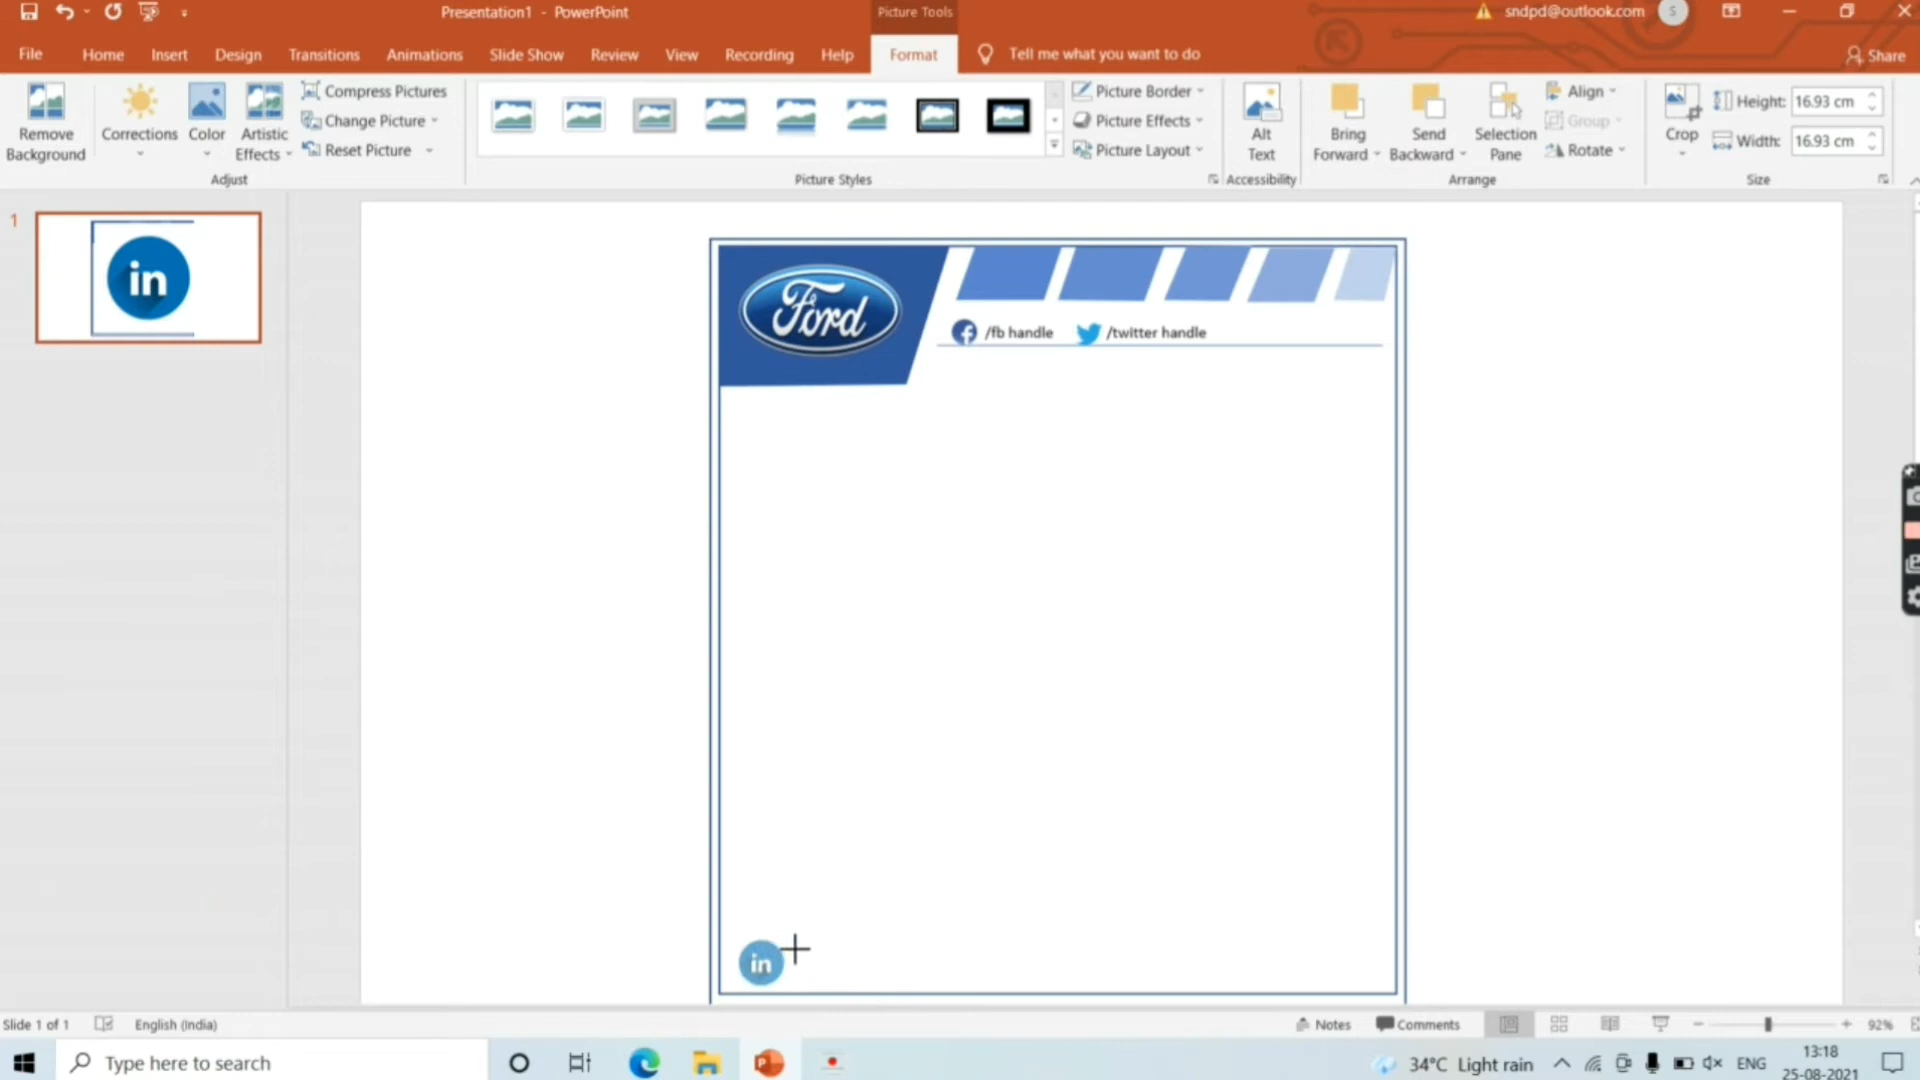 Presentation1 - PowerPoint
Picture Tools
sndpd@outlook.com
S
File
Home
Insert
Design
Transitions
Animations
Slide Show
Review
View
Recording
Help
Format
Tell me what you want to do
Share
Remove Background
Corrections
Color
Artistic Effects
Compress Pictures
Change Picture
Reset Picture
Adjust
Picture Styles
Picture Border
Picture Effects
Picture Layout
Alt Text
Accessibility
Bring Forward
Send Backward
Selection Pane
Align
Group
Rotate
Arrange
Crop
Height: 16.93 cm
Width: 16.93 cm
Size
1
in
Ford
f /fb handle /twitter handle
in
Slide 1 of 1
English (India)
Notes
Comments
92%
Type here to search
34°C Light rain
ENG
13:18
25-08-2021